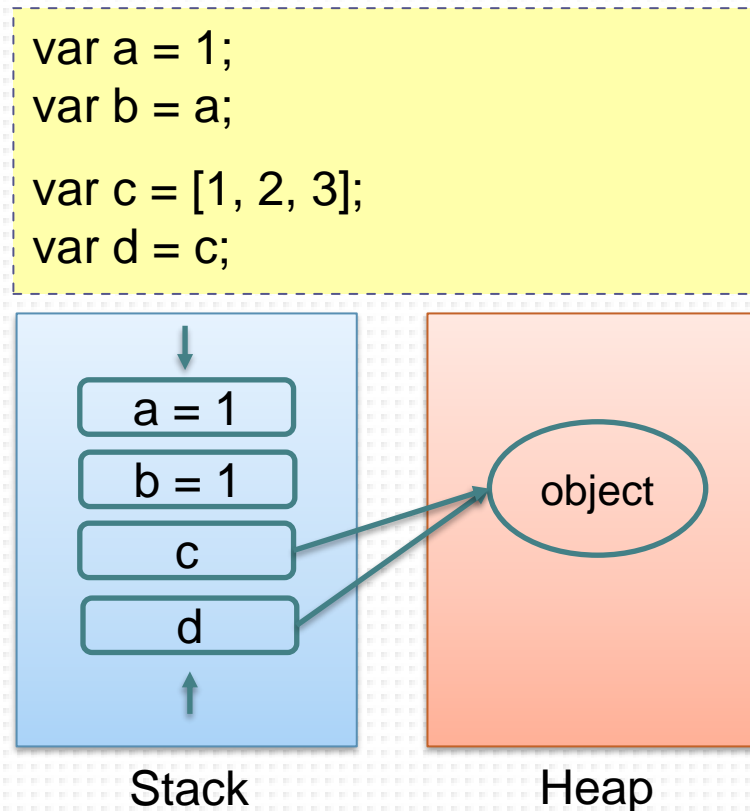 var a = 1;
var b = a;
var c = [1, 2, 3];
var d = c;
a = 1
b = 1
c
d
object
Stack
Heap